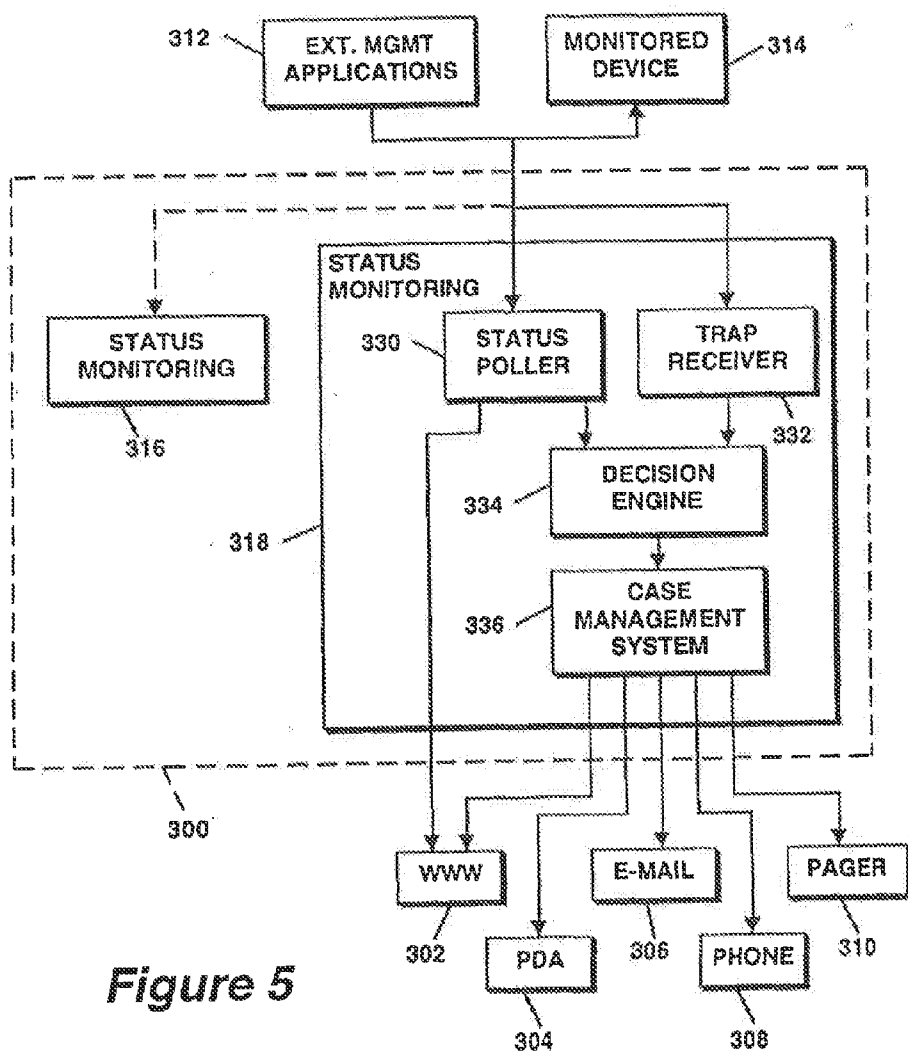 312
EXT. MGMT
APPLICATIONS
MONITORED
DEVICE
314
STATUS
MONITORING
330
STATUS
POLLER
TRAP
RECEIVER
STATUS
MONITORING
316
332
334
DECISION
ENGINE
318
336
CASE
MANAGEMENT
SYSTEM
300
WWW
302
E-MAIL
306
PAGER
310
PDA
304
PHONE
308
Figure 5